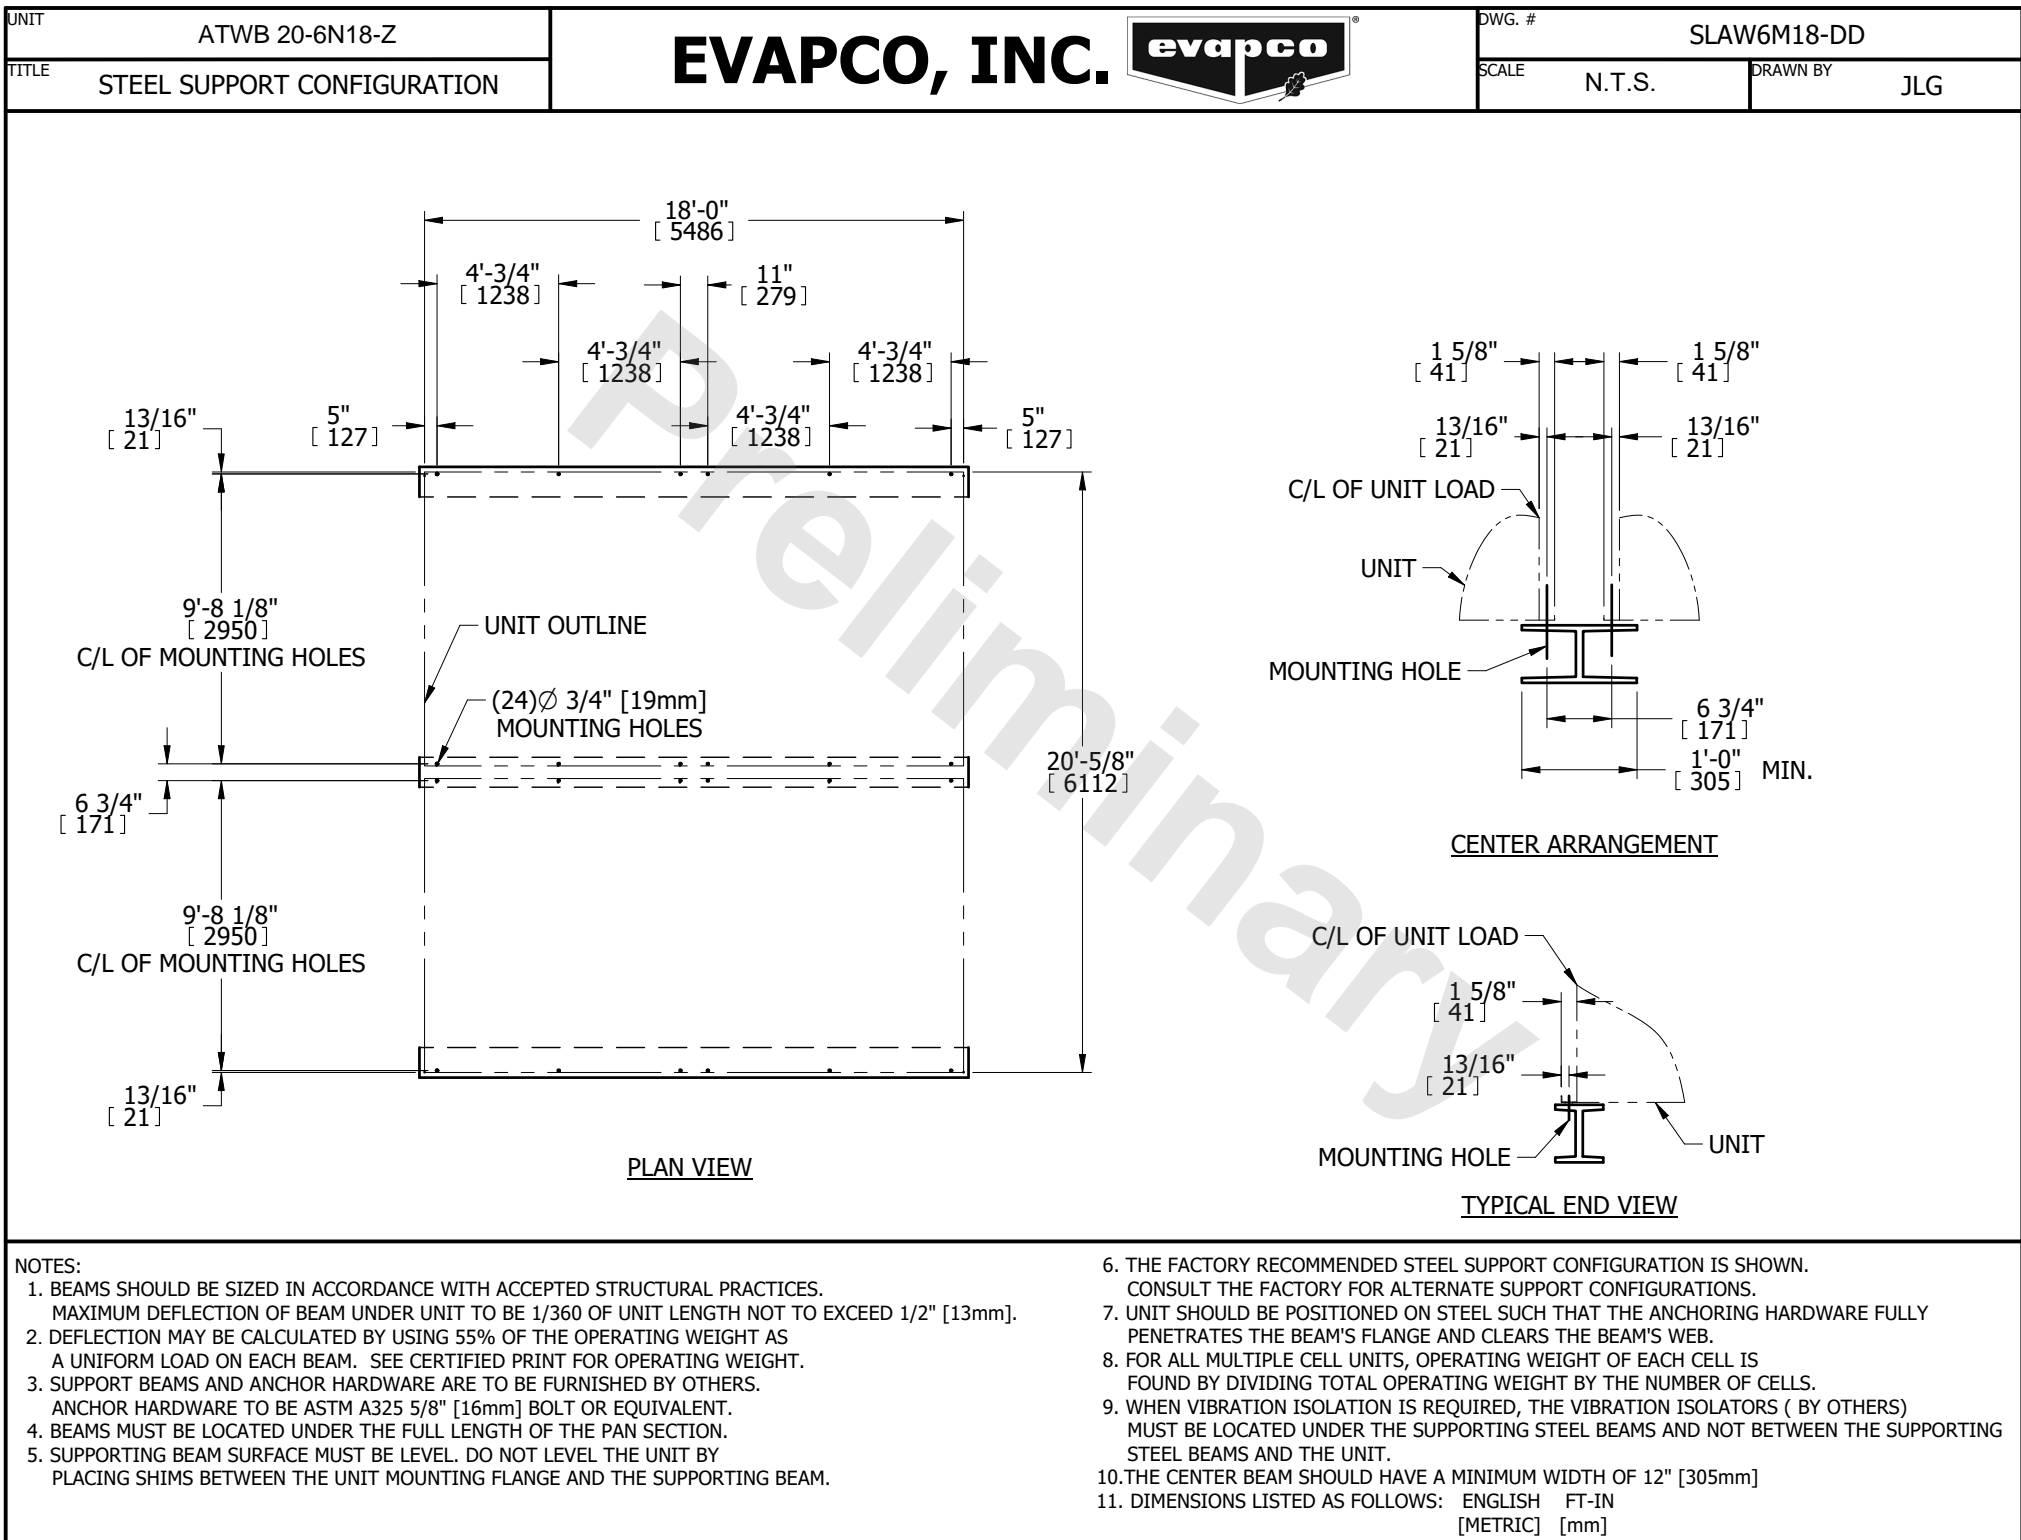 UNIT
ATWB 20-6N18-Z
TITLE
STEEL SUPPORT CONFIGURATION
EVAPCO, INC.
evapco
®
DWG. #
SLAW6M18-DD
SCALE
N.T.S.
DRAWN BY
JLG
18'-0"
[ 5486 ]
4'-3/4"
[ 1238 ]
11"
[ 279 ]
4'-3/4"
[ 1238 ]
4'-3/4"
[ 1238 ]
13/16"
[ 21 ]
5"
[ 127 ]
4'-3/4"
[ 1238 ]
5"
[ 127 ]
9'-8 1/8"
[ 2950 ]
C/L OF MOUNTING HOLES
UNIT OUTLINE
(24)∅ 3/4" [19mm]
MOUNTING HOLES
6 3/4"
[ 171 ]
20'-5/8"
[ 6112 ]
9'-8 1/8"
[ 2950 ]
C/L OF MOUNTING HOLES
13/16"
[ 21 ]
PLAN VIEW
Preliminary
1 5/8"
[ 41 ]
1 5/8"
[ 41 ]
13/16"
[ 21 ]
13/16"
[ 21 ]
C/L OF UNIT LOAD
UNIT
MOUNTING HOLE
6 3/4"
[ 171 ]
1'-0"
[ 305 ]
MIN.
CENTER ARRANGEMENT
C/L OF UNIT LOAD
1 5/8"
[ 41 ]
13/16"
[ 21 ]
MOUNTING HOLE
UNIT
TYPICAL END VIEW
NOTES:
1. BEAMS SHOULD BE SIZED IN ACCORDANCE WITH ACCEPTED STRUCTURAL PRACTICES.
MAXIMUM DEFLECTION OF BEAM UNDER UNIT TO BE 1/360 OF UNIT LENGTH NOT TO EXCEED 1/2" [13mm].
2. DEFLECTION MAY BE CALCULATED BY USING 55% OF THE OPERATING WEIGHT AS
A UNIFORM LOAD ON EACH BEAM. SEE CERTIFIED PRINT FOR OPERATING WEIGHT.
3. SUPPORT BEAMS AND ANCHOR HARDWARE ARE TO BE FURNISHED BY OTHERS.
ANCHOR HARDWARE TO BE ASTM A325 5/8" [16mm] BOLT OR EQUIVALENT.
4. BEAMS MUST BE LOCATED UNDER THE FULL LENGTH OF THE PAN SECTION.
5. SUPPORTING BEAM SURFACE MUST BE LEVEL. DO NOT LEVEL THE UNIT BY
PLACING SHIMS BETWEEN THE UNIT MOUNTING FLANGE AND THE SUPPORTING BEAM.
6. THE FACTORY RECOMMENDED STEEL SUPPORT CONFIGURATION IS SHOWN.
CONSULT THE FACTORY FOR ALTERNATE SUPPORT CONFIGURATIONS.
7. UNIT SHOULD BE POSITIONED ON STEEL SUCH THAT THE ANCHORING HARDWARE FULLY
PENETRATES THE BEAM'S FLANGE AND CLEARS THE BEAM'S WEB.
8. FOR ALL MULTIPLE CELL UNITS, OPERATING WEIGHT OF EACH CELL IS
FOUND BY DIVIDING TOTAL OPERATING WEIGHT BY THE NUMBER OF CELLS.
9. WHEN VIBRATION ISOLATION IS REQUIRED, THE VIBRATION ISOLATORS ( BY OTHERS)
MUST BE LOCATED UNDER THE SUPPORTING STEEL BEAMS AND NOT BETWEEN THE SUPPORTING
STEEL BEAMS AND THE UNIT.
10.THE CENTER BEAM SHOULD HAVE A MINIMUM WIDTH OF 12" [305mm]
11. DIMENSIONS LISTED AS FOLLOWS: ENGLISH FT-IN
[METRIC] [mm]